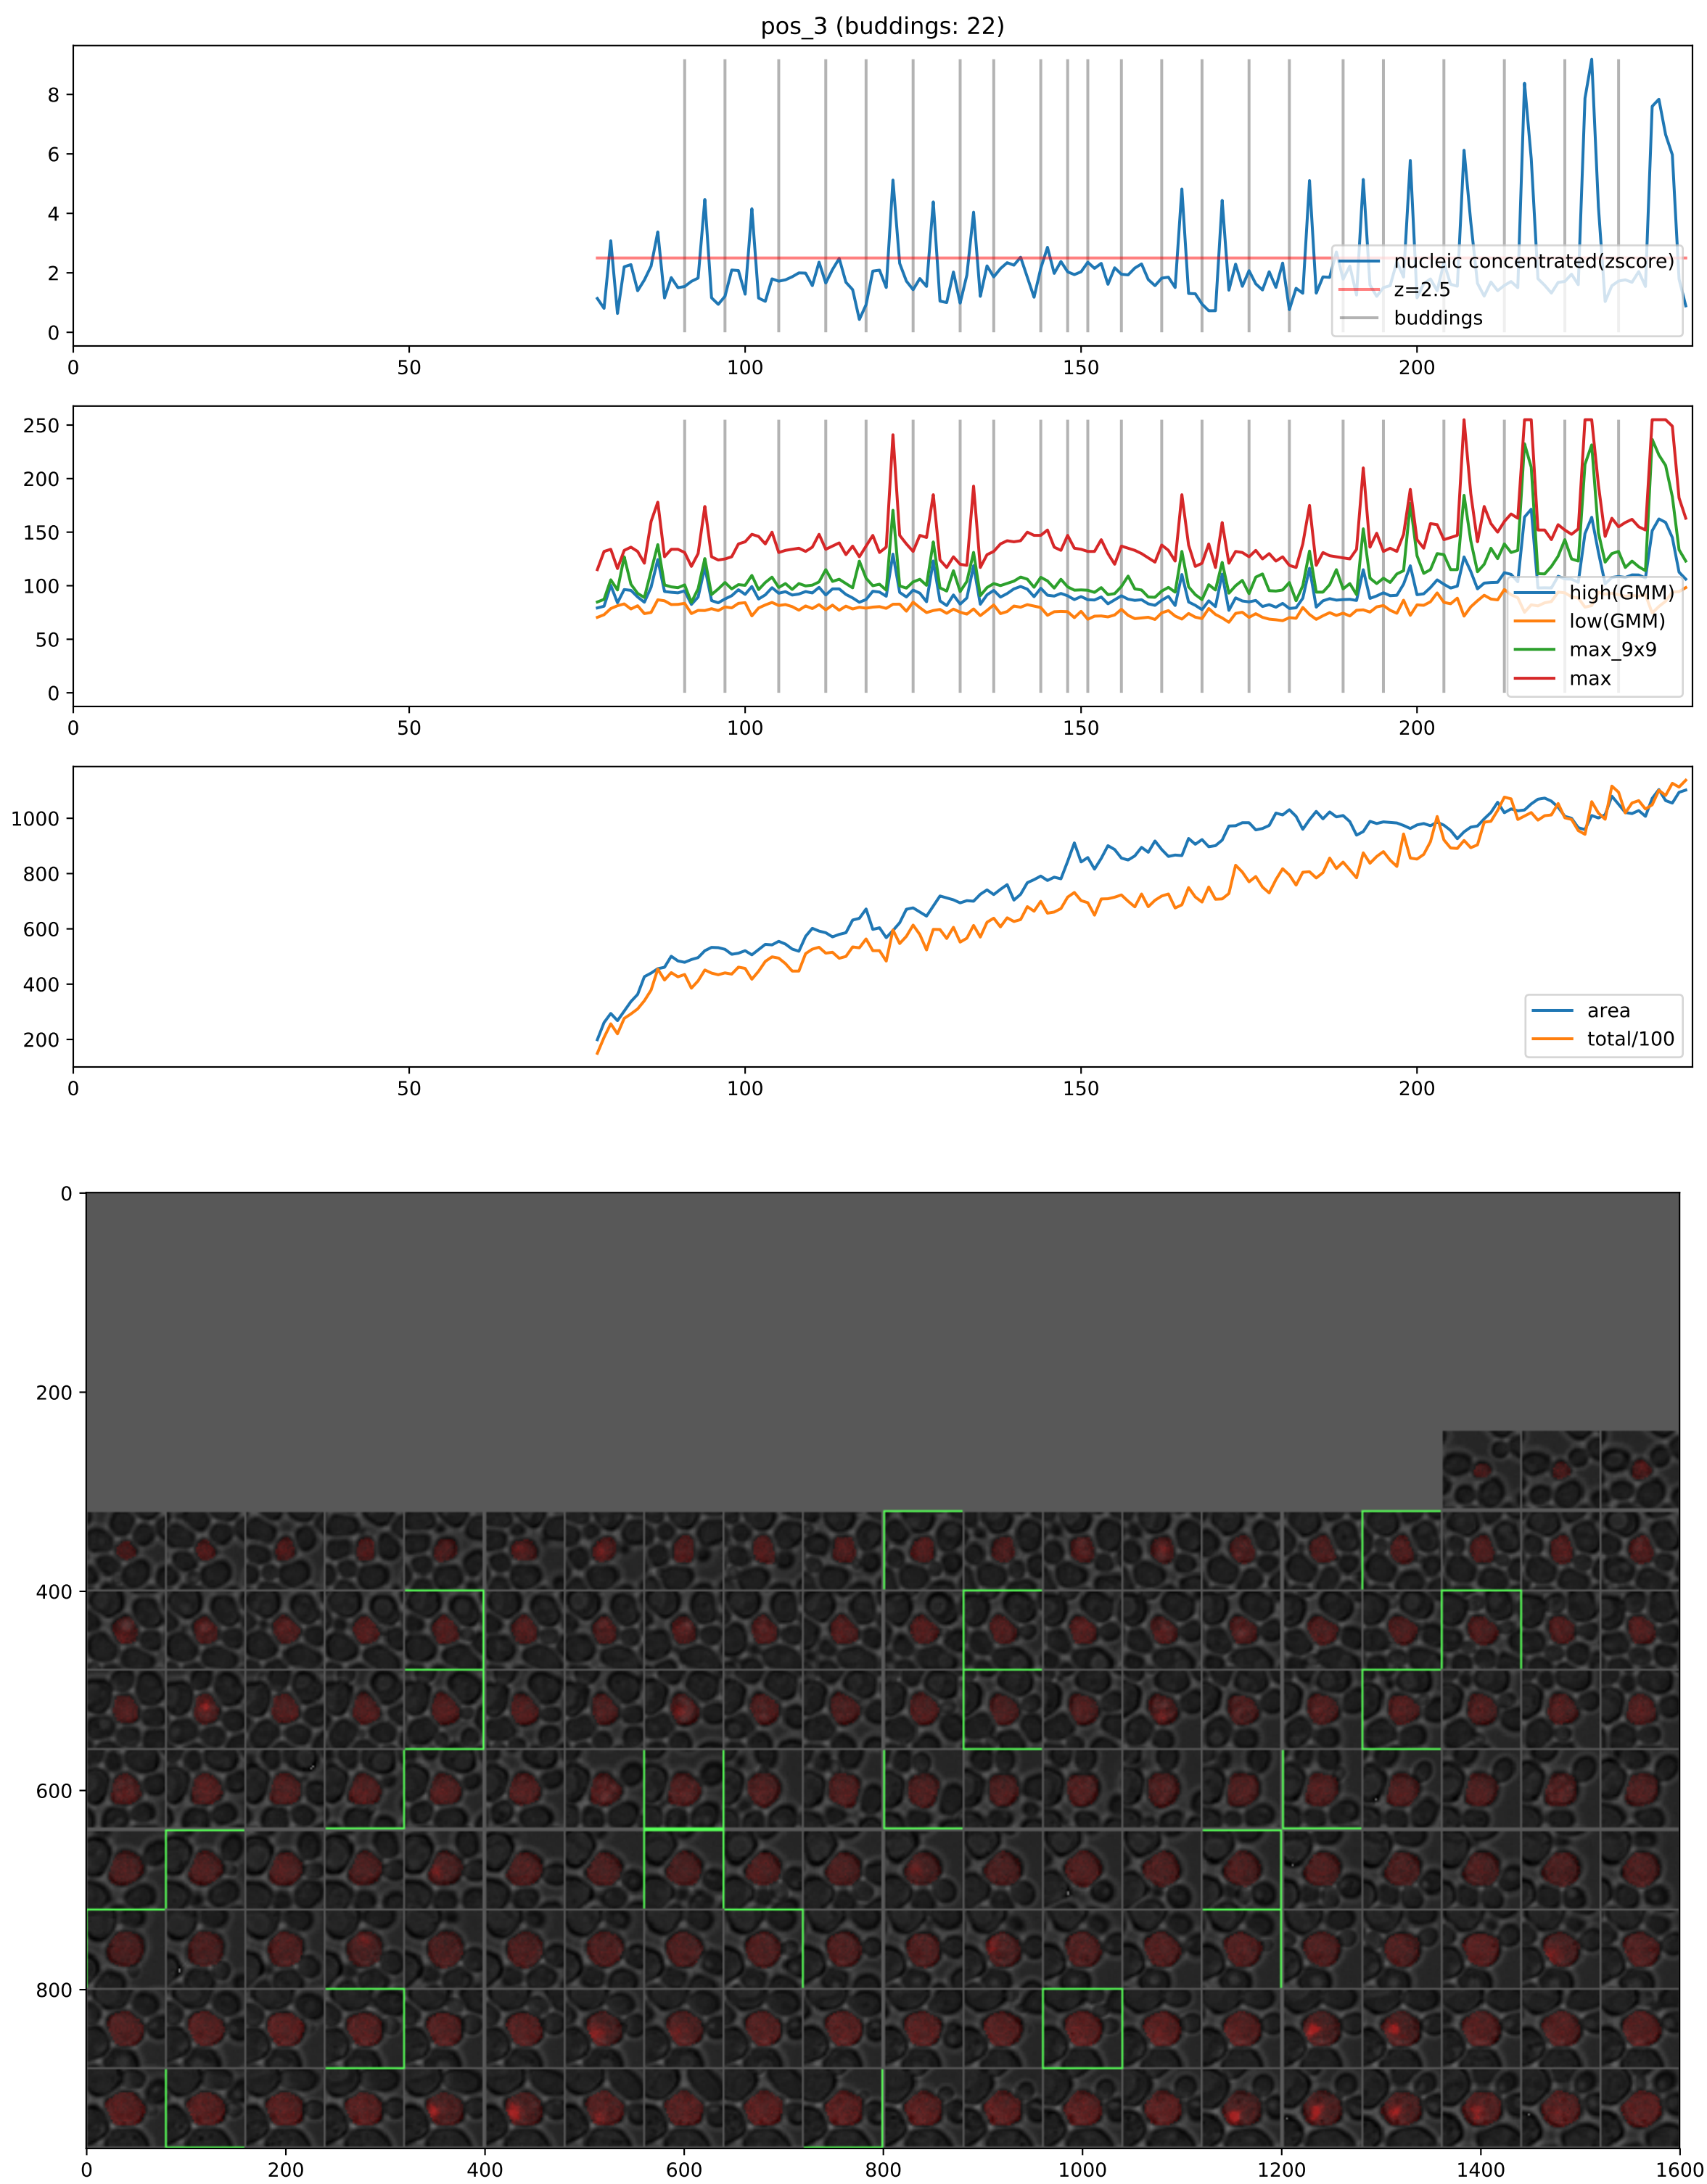 pos_3 (buddings: 22)
8
6
4
2
0
nucleic concentrated(zscore)
z=2.5
buddings
0 50 100 150 200
250
200
150
100
50
0
high(GMM)
low(GMM)
max_9x9
max
0 50 100 150 200
1000
800
600
400
200
area
total/100
0 50 100 150 200
0
200
400
600
800
0 200 400 600 800 1000 1200 1400 1600